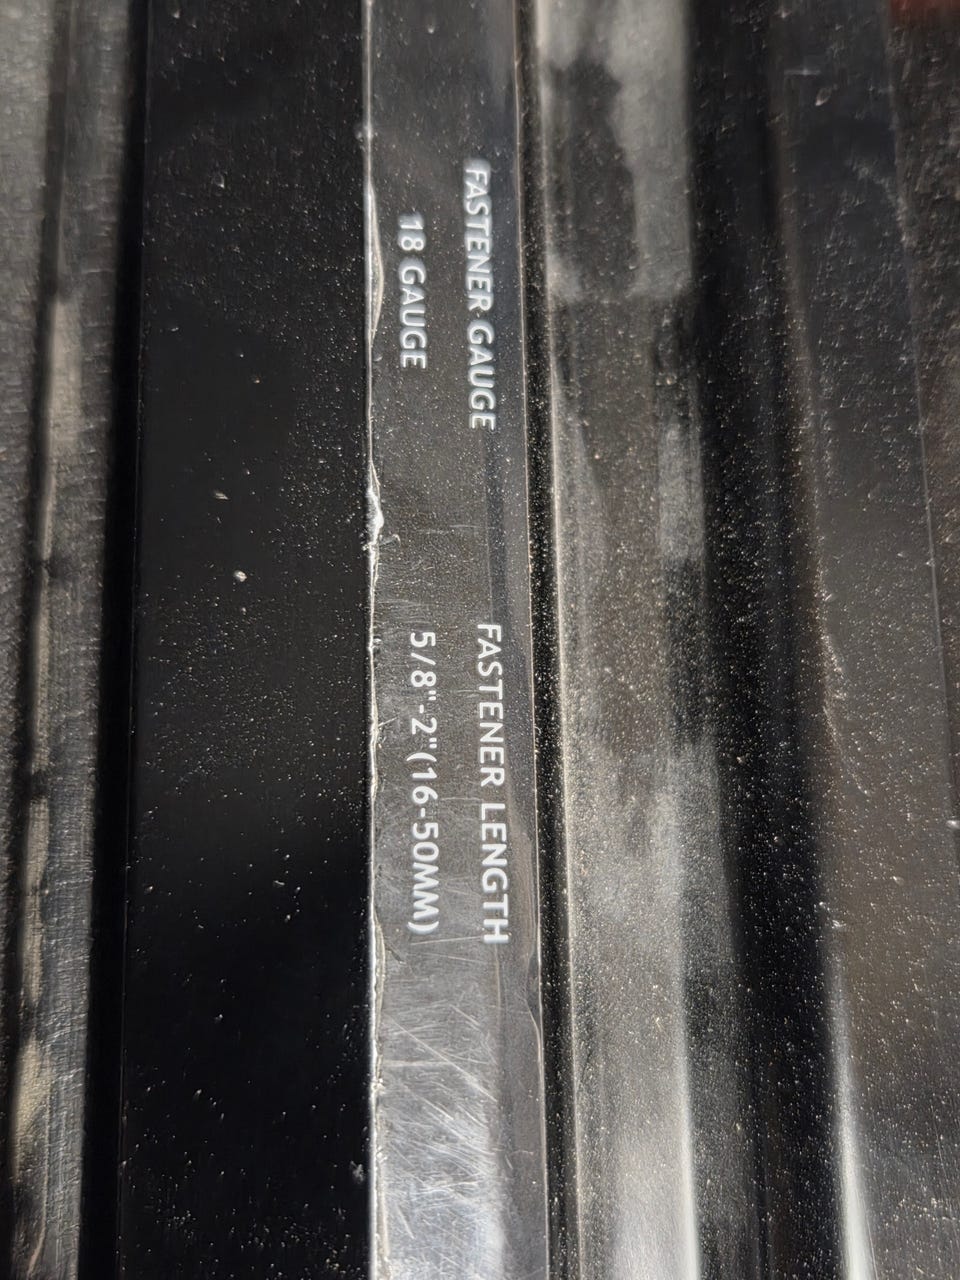 FASTENER GAUGE
18 GAUGE
FASTENER LENGTH
5/8"-2"(16-50MM)